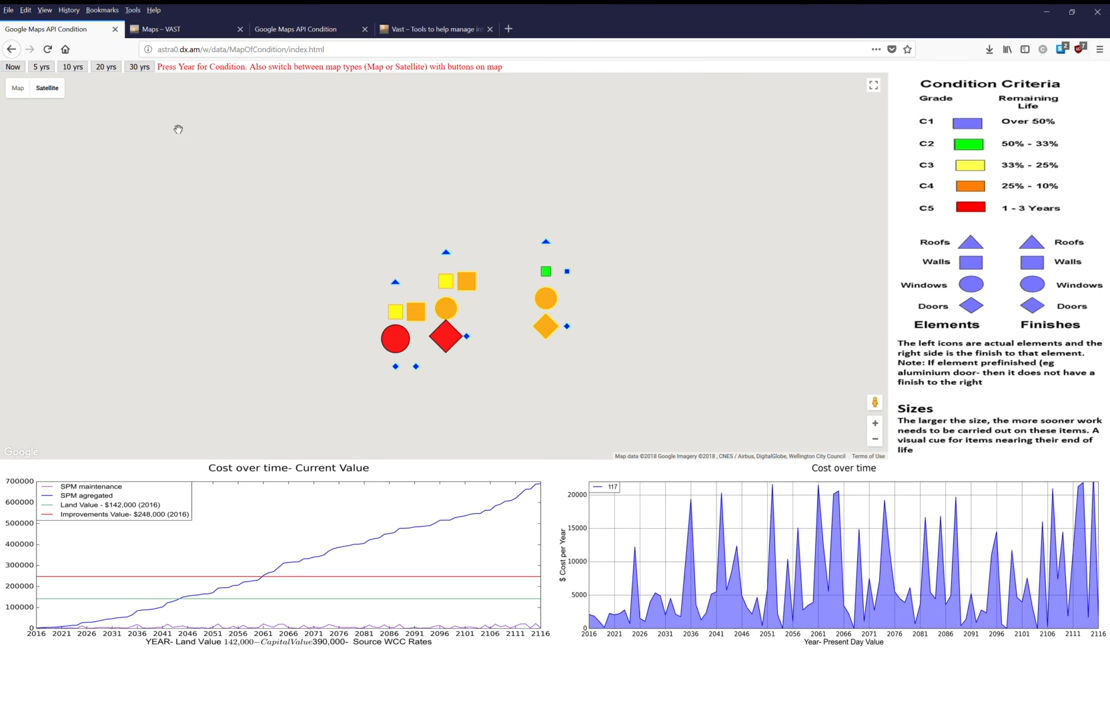 File Edit View History Bookmarks Tools Help
Google Maps API Condition
Maps – VAST
Google Maps API Condition
Vast – Tools to help manage in
astra0.dx.am/w/data/MapOfCondition/index.html
Now 5 yrs 10 yrs 20 yrs 30 yrs Press Year for Condition. Also switch between map types (Map or Satellite) with buttons on map
Map Satellite
Google
Map data ©2018 Google Imagery ©2018 , CNES / Airbus, DigitalGlobe, Wellington City Council Terms of Use
Condition Criteria
Grade Remaining
Life
C1 Over 50%
C2 50% - 33%
C3 33% - 25%
C4 25% - 10%
C5 1 - 3 Years
Roofs Roofs
Walls Walls
Windows Windows
Doors Doors
Elements Finishes
The left icons are actual elements and the
right side is the finish to that element.
Note: If element prefinished (eg
aluminium door- then it does not have a
finish to the right
Sizes
The larger the size, the more sooner work
needs to be carried out on these items. A
visual cue for items nearing their end of
life
Cost over time- Current Value
SPM maintenance
SPM agregated
Land Value - $142,000 (2016)
Improvements Value- $248,000 (2016)
700000
600000
500000
400000
300000
200000
100000
0
2016 2021 2026 2031 2036 2041 2046 2051 2056 2061 2066 2071 2076 2081 2086 2091 2096 2101 2106 2111 2116
YEAR- Land Value 142,000-CapitalValue390,000- Source WCC Rates
Cost over time
117
$ Cost per Year
20000
15000
10000
5000
0
2016 2021 2026 2031 2036 2041 2046 2051 2056 2061 2066 2071 2076 2081 2086 2091 2096 2101 2106 2111 2116
Year- Present Day Value